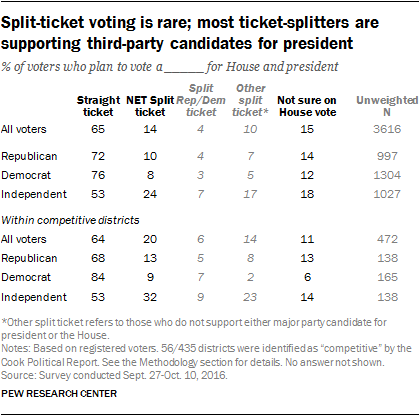 Split-ticket voting is rare; most ticket-splitters are
supporting third-party candidates for president
% of voters who plan to vote a _____ for House and president
Straight ticket NET Split ticket Split Rep/Dem ticket Other split ticket* Not sure on House vote Unweighted N
All voters 65 14 4 10 15 3616
Republican 72 10 4 7 14 997
Democrat 76 8 3 5 12 1304
Independent 53 24 7 17 18 1027
Within competitive districts
All voters 64 20 6 14 11 472
Republican 68 13 5 8 13 138
Democrat 84 9 7 2 6 165
Independent 53 32 9 23 14 138
*Other split ticket refers to those who do not support either major party candidate for
president or the House.
Notes: Based on registered voters. 56/435 districts were identified as "competitive" by the
Cook Political Report. See the Methodology section for details. No answer not shown.
Source: Survey conducted Sept. 27-Oct. 10, 2016.
PEW RESEARCH CENTER